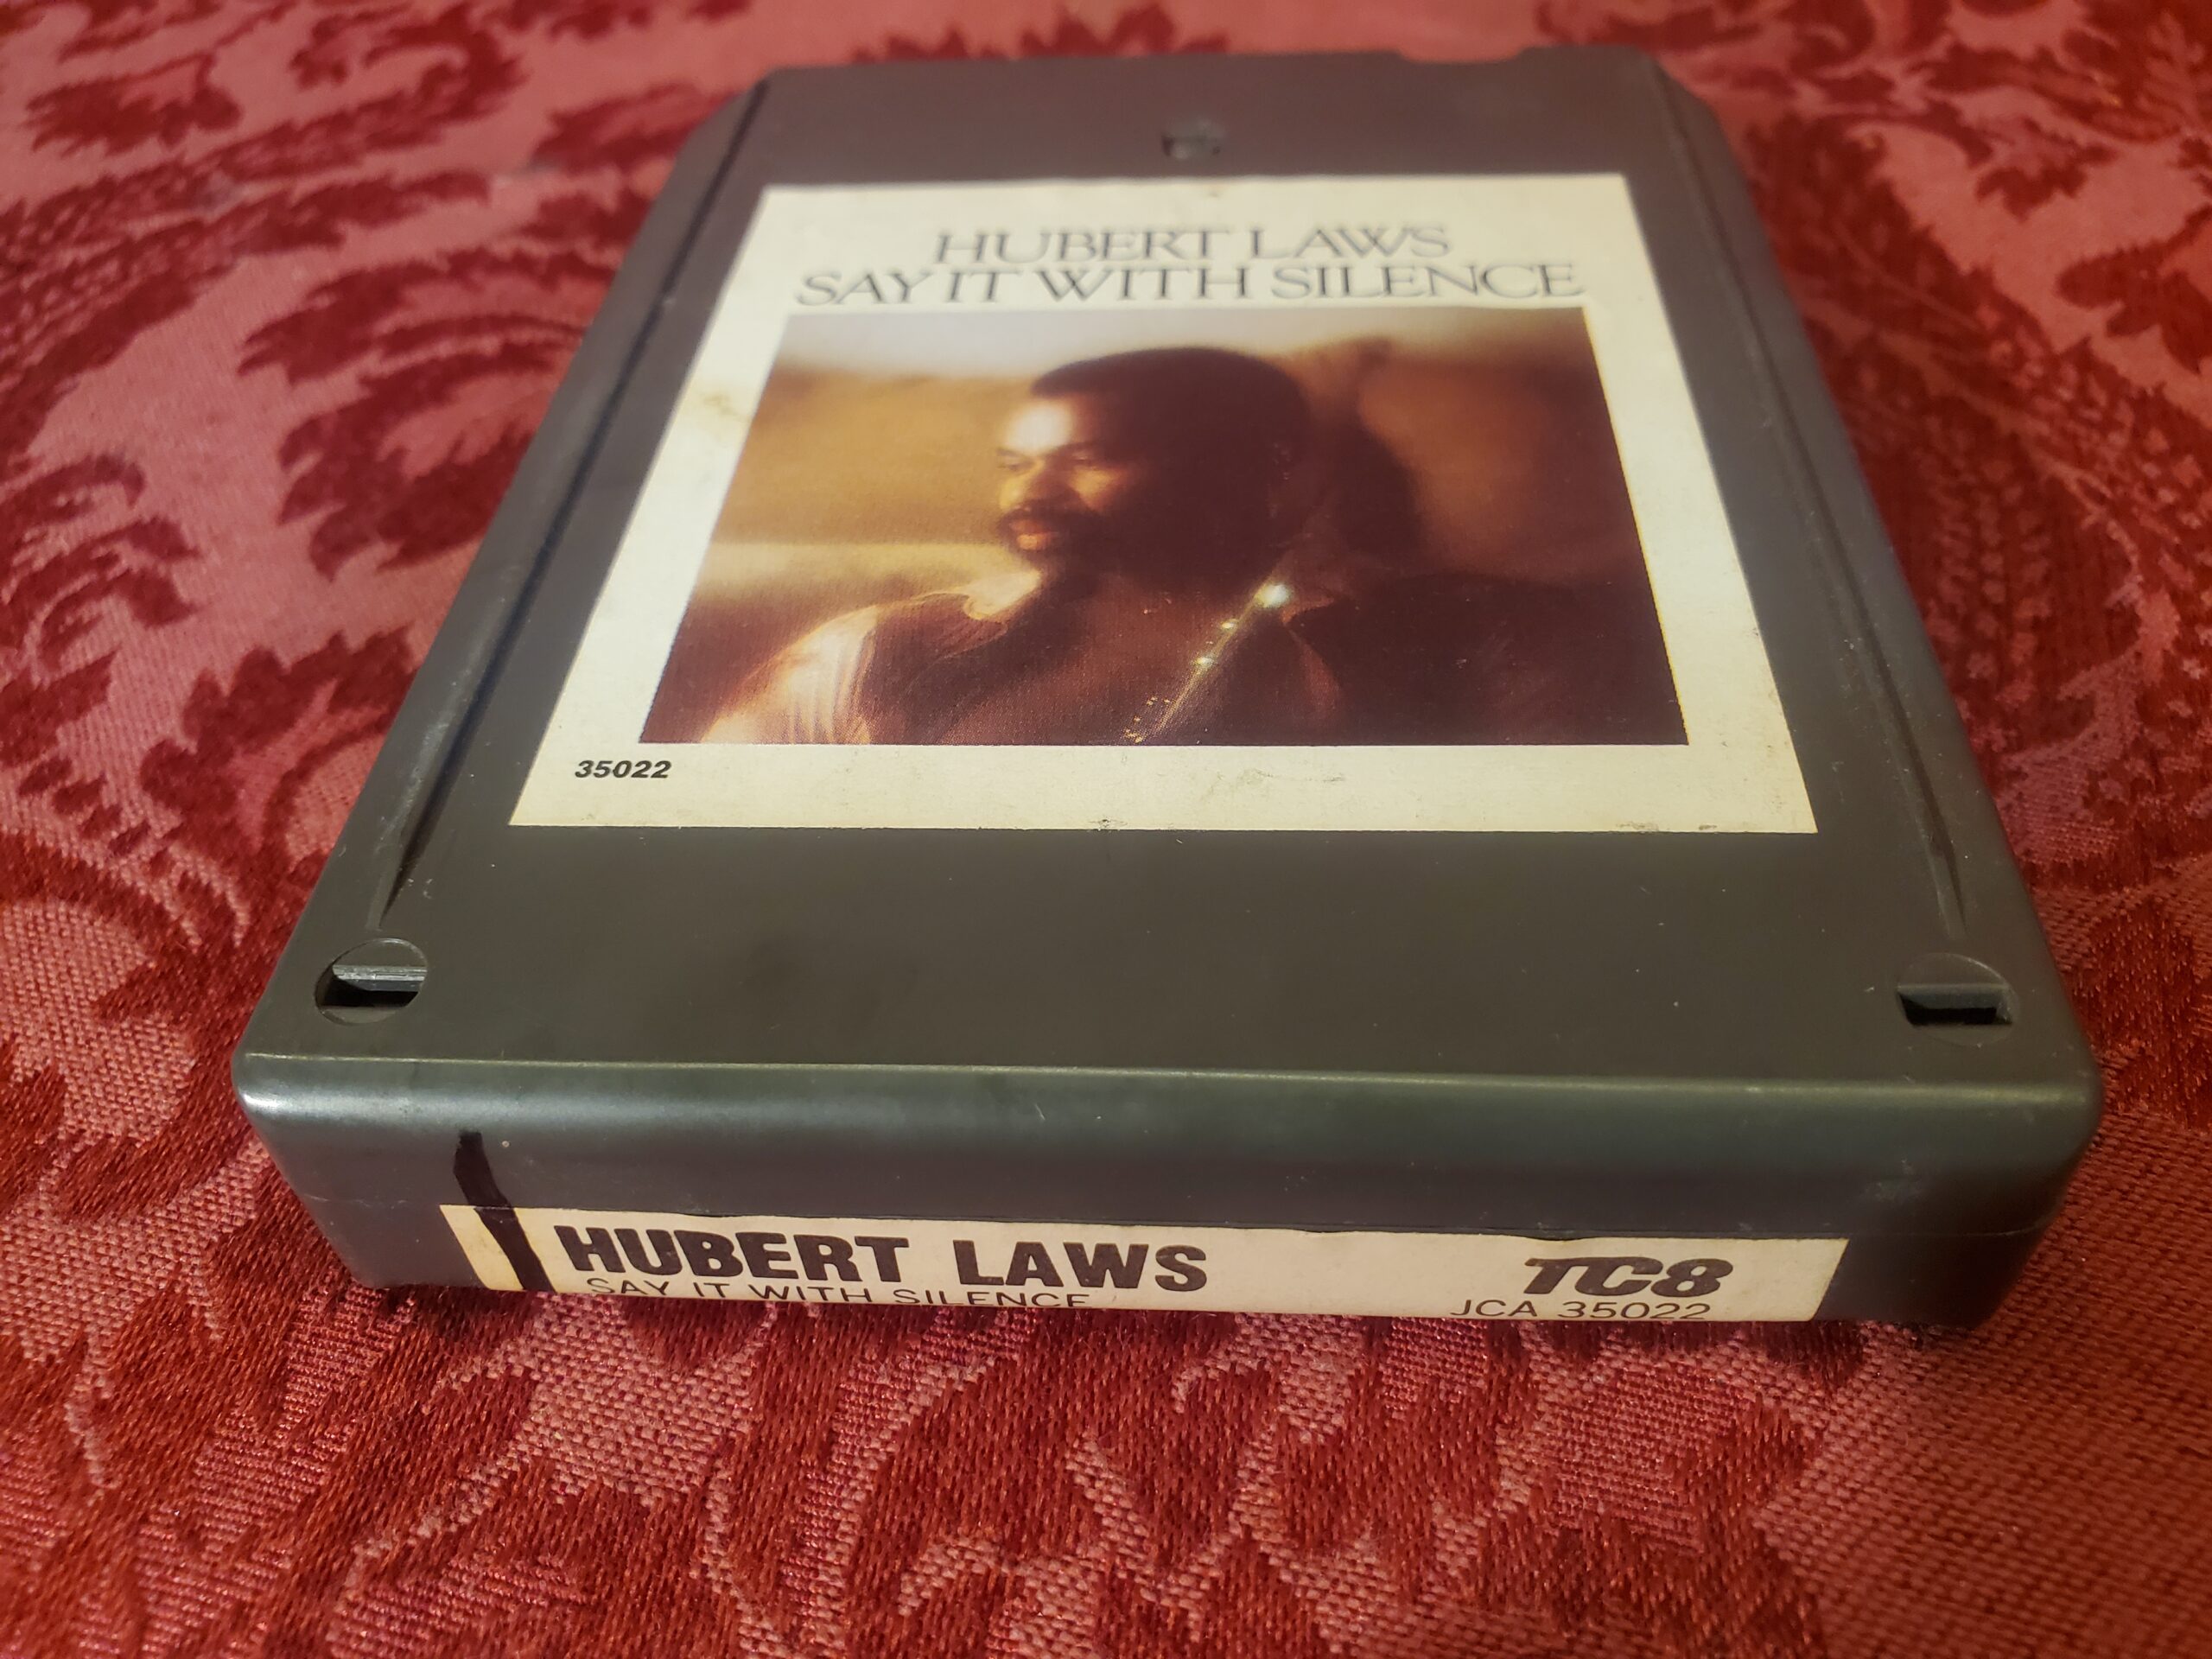 HUBERT LAWS
SAY IT WITH SILENCE
35022
HUBERT LAWS
SAY IT WITH SILENCE
TC8
JCA 35022